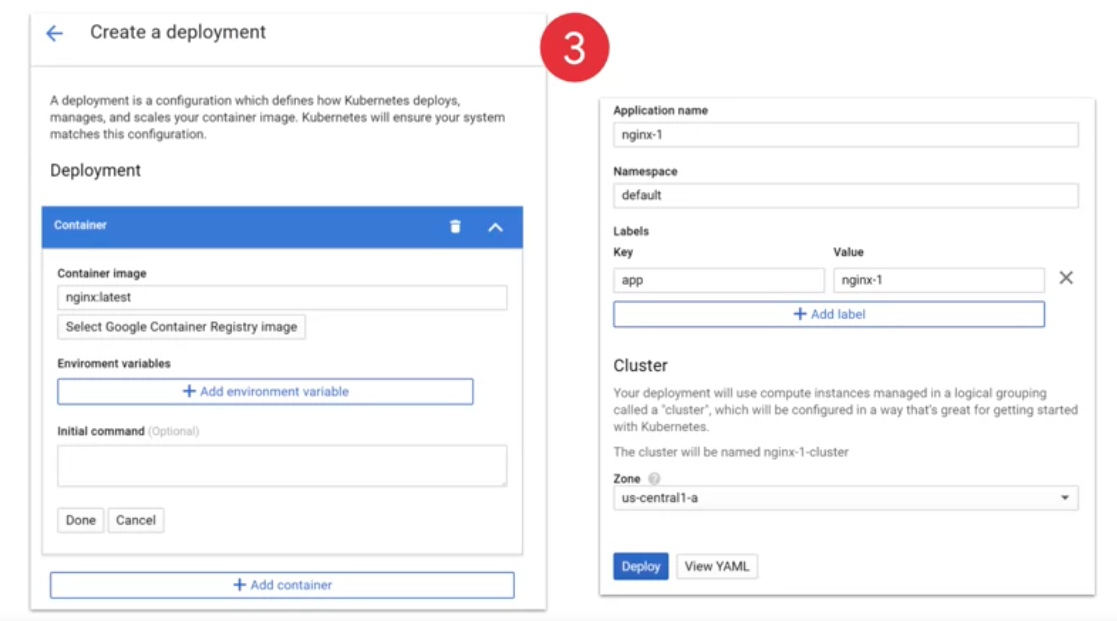 Create a deployment
3
A deployment is a configuration which defines how Kubernetes deploys,
manages, and scales your container image. Kubernetes will ensure your system
matches this configuration.
Deployment
Container
Container image
nginx:latest
Select Google Container Registry image
Enviroment variables
+ Add environment variable
Initial command (Optional)
Done Cancel
+ Add container
Application name
nginx-1
Namespace
default
Labels
Key Value
app nginx-1
+ Add label
Cluster
Your deployment will use compute instances managed in a logical grouping
called a "cluster", which will be configured in a way that's great for getting started
with Kubernetes.
The cluster will be named nginx-1-cluster
Zone ?
us-central1-a
Deploy View YAML